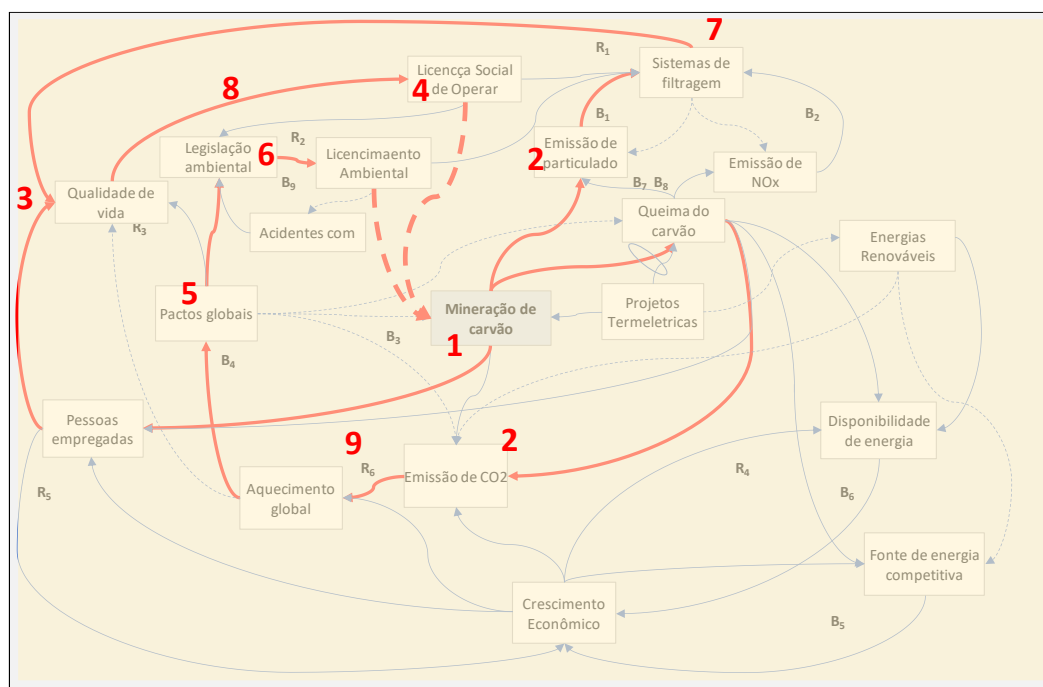 7
R1
Sistemas de
filtragem
Licencça Social
de Operar
8
4
B1
B2
R2
Legislação
ambiental
6
Licencimaento
Ambiental
2
Emissão de
particulado
Emissão de
NOx
B9
B7 B8
3
Qualidade de
vida
R3
Acidentes com
Queima do
carvão
Energias
Renováveis
5
Pactos globais
Mineração de
carvão
1
Projetos
Termeletricas
B3
B4
Pessoas
empregadas
Disponibilidade
de energia
9
2
R6
Emissão de CO2
R4
R5
Aquecimento
global
B6
Fonte de energia
competitiva
Crescimento
Econômico
B5